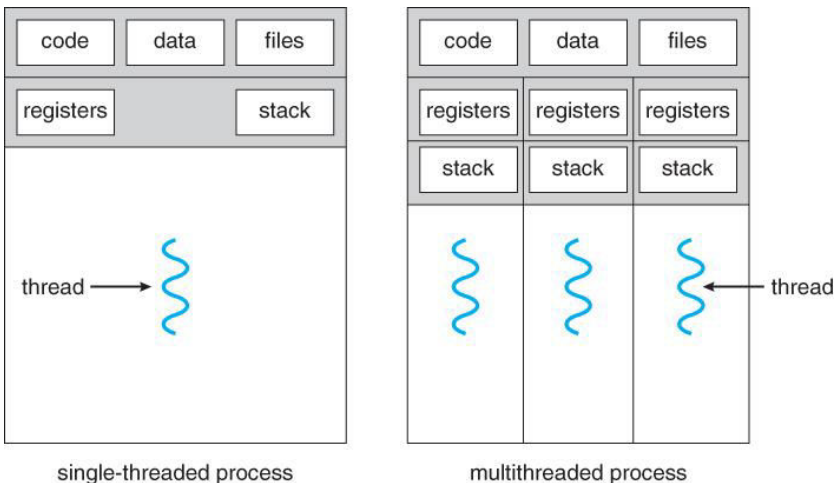 code data files
registers stack
thread
single-threaded process
code data files
registers registers registers
stack stack stack
thread
multithreaded process